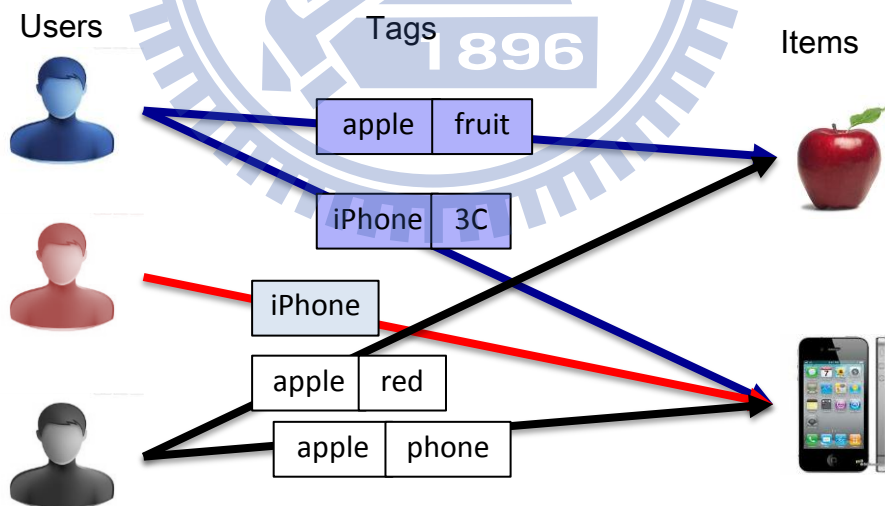 Users
Tags
Items
1896
apple fruit
iPhone 3C
iPhone
apple red
apple phone